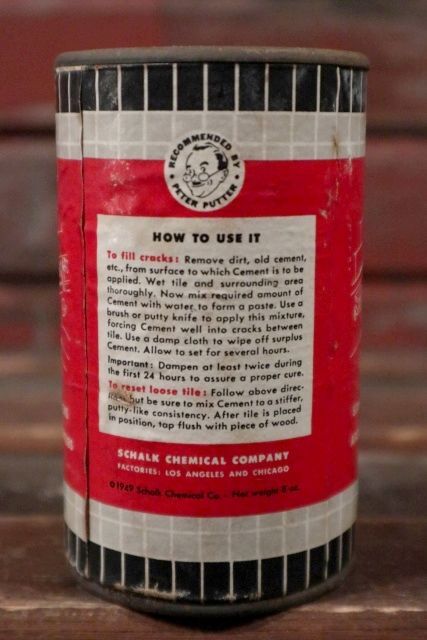 RECOMMENDED BY
PETER PUTTER
HOW TO USE IT
To fill cracks: Remove dirt, old cement,
etc., from surface to which Cement is to be
applied. Wet tile and surrounding area
thoroughly. Now mix required amount of
Cement with water to form a paste. Use a
brush or putty knife to apply this mixture,
forcing Cement well into cracks between
tile. Use a damp cloth to wipe off surplus
Cement. Allow to set for several hours.
Important: Dampen at least twice during
the first 24 hours to assure a proper cure.
To reset loose tile: Follow above direc-
but be sure to mix Cement to a stiffer,
putty-like consistency. After tile is placed
in position, tap flush with piece of wood.
SCHALK CHEMICAL COMPANY
FACTORIES: LOS ANGELES AND CHICAGO
©1949 Schalk Chemical Co. - Net weight 8 oz.